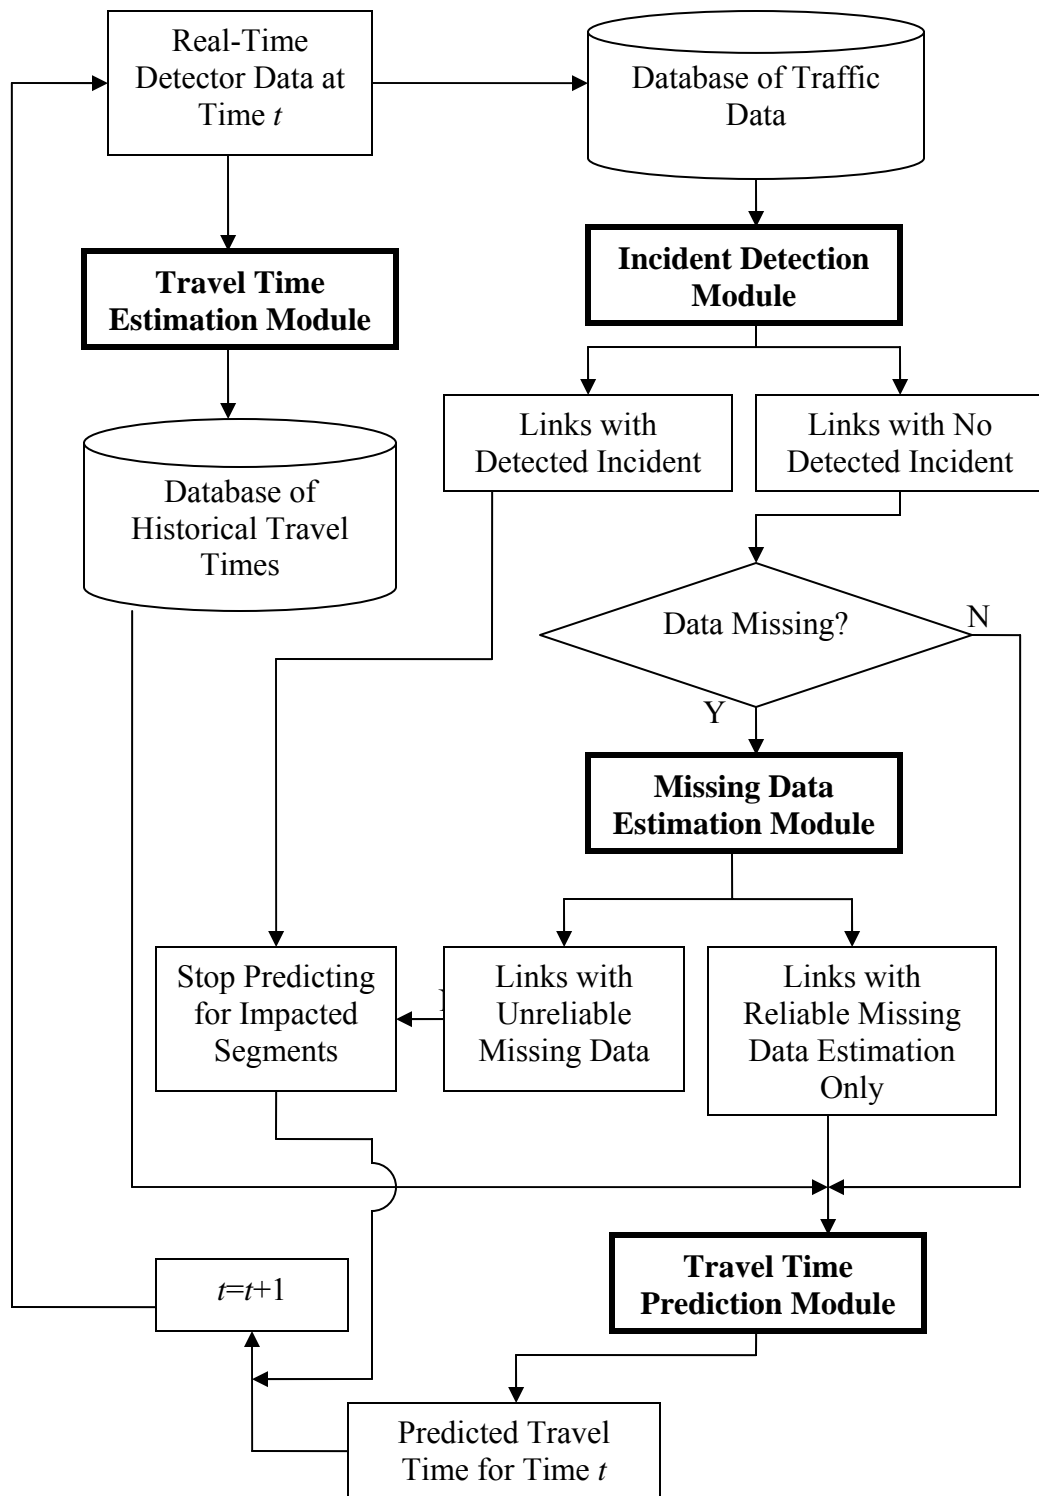 Real-Time
Detector Data at
Time t
Database of Traffic
Data
Travel Time
Estimation Module
Incident Detection
Module
Links with
Detected Incident
Links with No
Detected Incident
Database of
Historical Travel
Times
Data Missing?
N
Y
Missing Data
Estimation Module
Stop Predicting
for Impacted
Segments
Links with
Unreliable
Missing Data
Links with
Reliable Missing
Data Estimation
Only
t=t+1
Travel Time
Prediction Module
Predicted Travel
Time for Time t